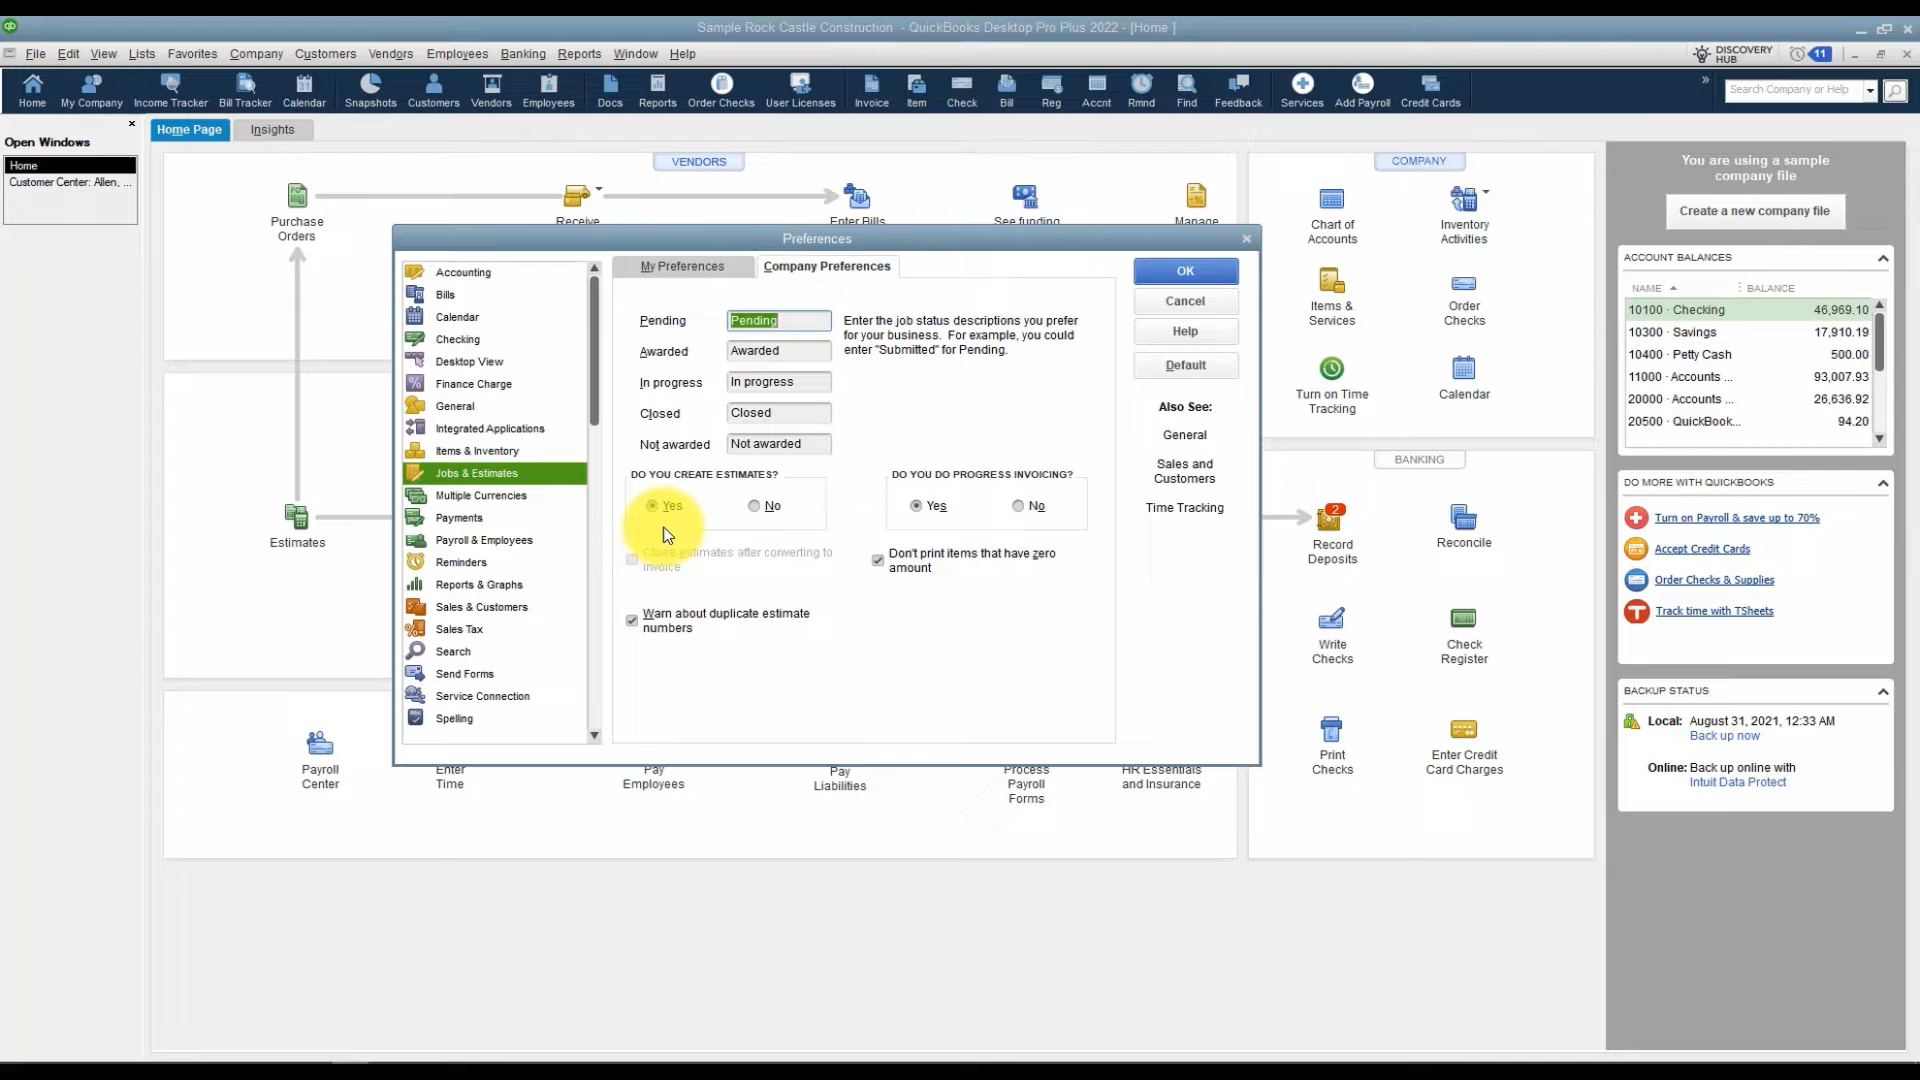 Sample Rock Castle Construction - QuickBooks Desktop Pro Plus 2022 - [Home ]
File Edit View Lists Favorites Company Customers Vendors Employees Banking Reports Window Help
DISCOVERY
HUB
11
Home My Company Income Tracker Bill Tracker Calendar Snapshots Customers Vendors Employees Docs Reports Order Checks User Licenses Invoice Item Check Bill Reg Accnt Rmnd Find Feedback Services Add Payroll Credit Cards
Search Company or Help
Open Windows
Home
Customer Center: Allen, ...
Home Page
Insights
VENDORS
Purchase
Orders
Receive
Enter Bills
See funding
Manage
Estimates
Preferences
Accounting
Bills
Calendar
Checking
Desktop View
Finance Charge
General
Integrated Applications
Items & Inventory
Jobs & Estimates
Multiple Currencies
Payments
Payroll & Employees
Reminders
Reports & Graphs
Sales & Customers
Sales Tax
Search
Send Forms
Service Connection
Spelling
My Preferences
Company Preferences
Pending Pending
Awarded Awarded
In progress In progress
Closed Closed
Not awarded Not awarded
Enter the job status descriptions you prefer
for your business. For example, you could
enter "Submitted" for Pending.
DO YOU CREATE ESTIMATES?
Yes No
Close estimates after converting to
invoice
Warn about duplicate estimate
numbers
DO YOU DO PROGRESS INVOICING?
Yes No
Don't print items that have zero
amount
OK
Cancel
Help
Default
Also See:
General
Sales and
Customers
Time Tracking
Payroll
Center
Enter
Time
Pay
Employees
Pay
Liabilities
Process
Payroll
Forms
HR Essentials
and Insurance
COMPANY
Chart of
Accounts
Inventory
Activities
Items &
Services
Order
Checks
Turn on Time
Tracking
Calendar
BANKING
2
Record
Deposits
Reconcile
Write
Checks
Check
Register
Print
Checks
Enter Credit
Card Charges
You are using a sample
company file
Create a new company file
ACCOUNT BALANCES
NAME BALANCE
10100 · Checking 46,969.10
10300 · Savings 17,910.19
10400 · Petty Cash 500.00
11000 · Accounts ... 93,007.93
20000 · Accounts ... 26,636.92
20500 · QuickBook... 94.20
DO MORE WITH QUICKBOOKS
Turn on Payroll & save up to 70%
Accept Credit Cards
Order Checks & Supplies
Track time with TSheets
BACKUP STATUS
Local: August 31, 2021, 12:33 AM
Back up now
Online: Back up online with
Intuit Data Protect